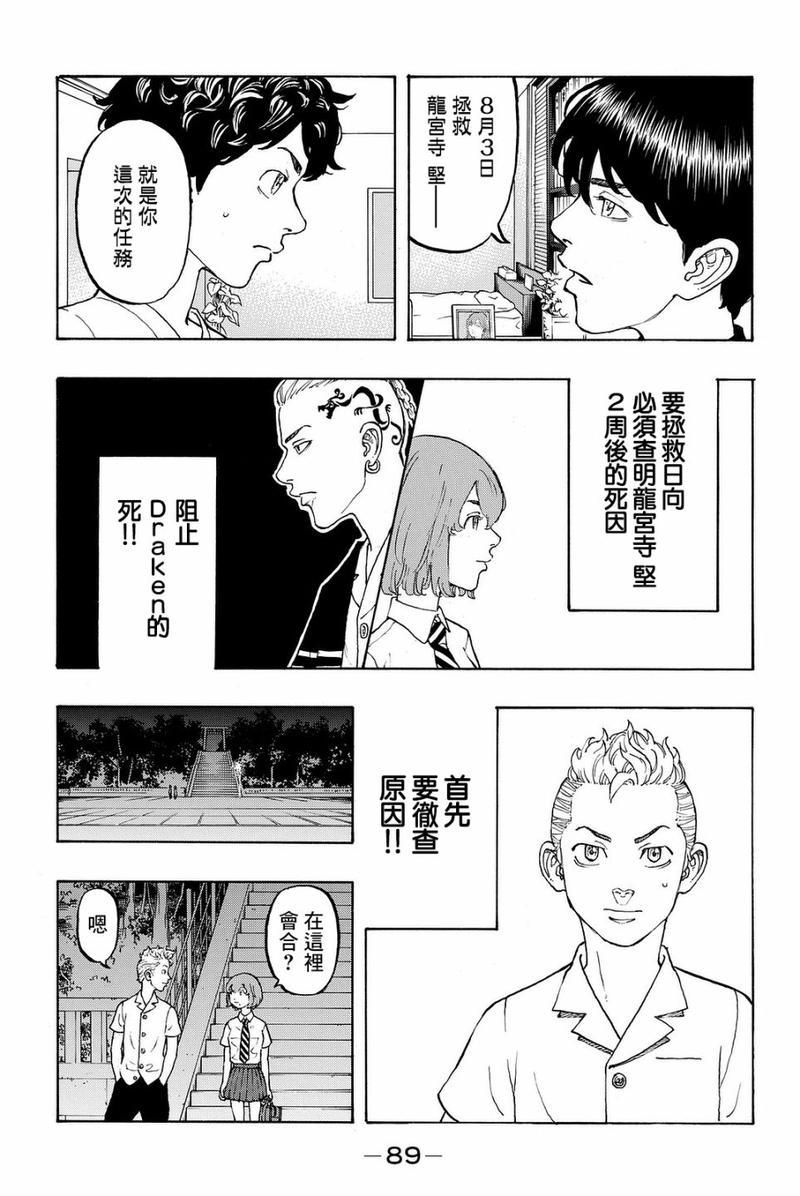 8月3日
拯救
龍宮寺 堅——
就是你
這次的任務
要拯救日向
必須查明龍宮寺 堅
2周後的死因
阻止
Draken的
死!!
首先
要徹查
原因!!
在這裡
會合?
嗯
—89—